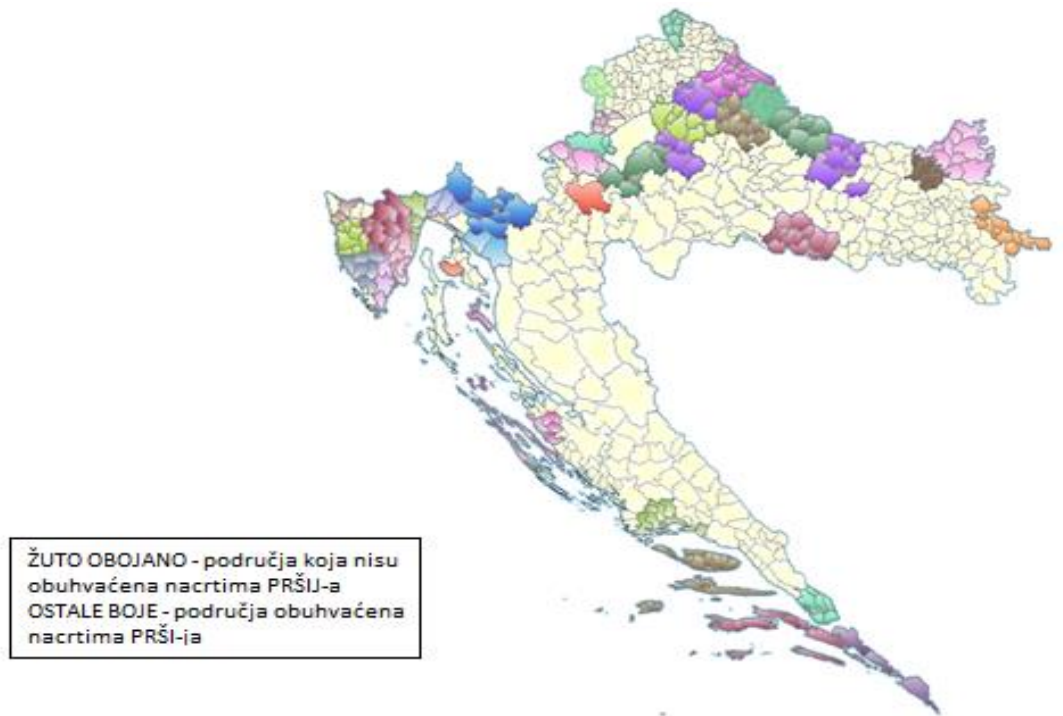 ŽUTO OBOJANO - područja koja nisu
obuhvaćena nacrtima PRŠIJ-a
OSTALE BOJE - područja obuhvaćena
nacrtima PRŠI-ja